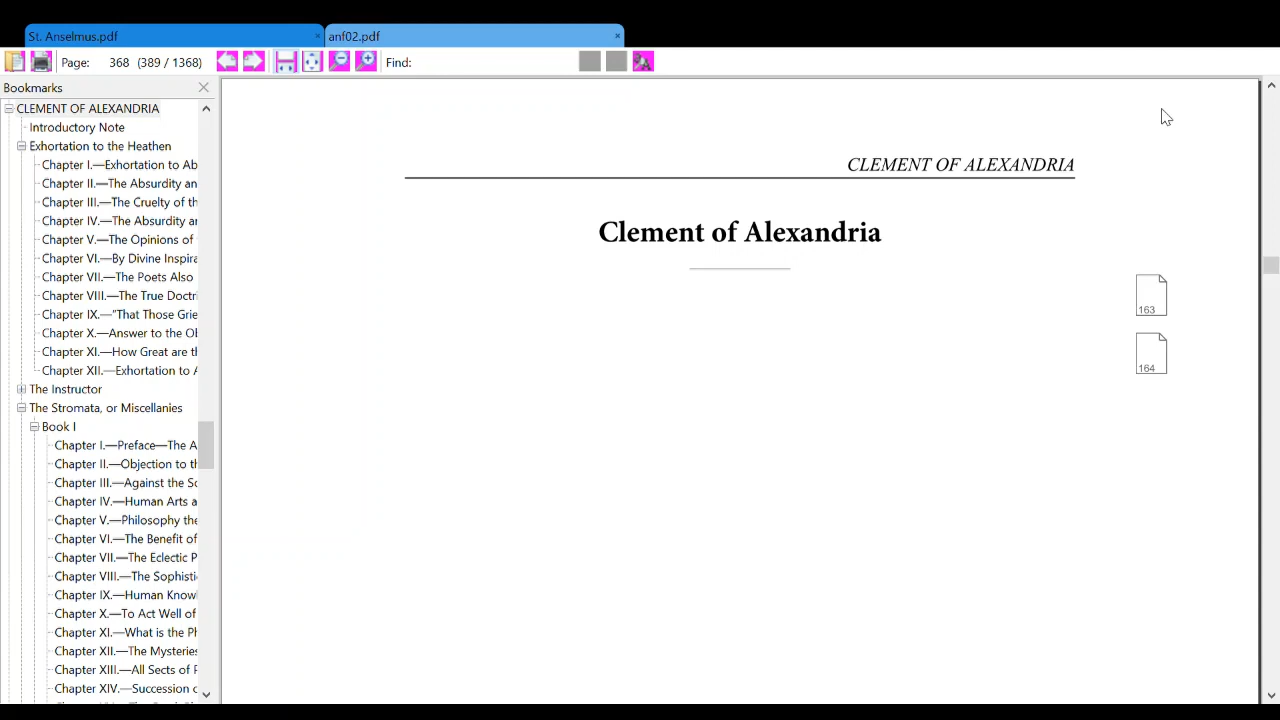 St. Anselmus.pdf
anf02.pdf
Page: 368 (389 / 1368)
Find:
Bookmarks
CLEMENT OF ALEXANDRIA
Introductory Note
Exhortation to the Heathen
Chapter I.—Exhortation to Ab
Chapter II.—The Absurdity an
Chapter III.—The Cruelty of th
Chapter IV.—The Absurdity ar
Chapter V.—The Opinions of
Chapter VI.—By Divine Inspira
Chapter VII.—The Poets Also
Chapter VIII.—The True Doctri
Chapter IX.—"That Those Grie
Chapter X.—Answer to the Ob
Chapter XI.—How Great are th
Chapter XII.—Exhortation to A
The Instructor
The Stromata, or Miscellanies
Book I
Chapter I.—Preface—The A
Chapter II.—Objection to th
Chapter III.—Against the So
Chapter IV.—Human Arts a
Chapter V.—Philosophy the
Chapter VI.—The Benefit of
Chapter VII.—The Eclectic P
Chapter VIII.—The Sophisti
Chapter IX.—Human Know
Chapter X.—To Act Well of
Chapter XI.—What is the Ph
Chapter XII.—The Mysteries
Chapter XIII.—All Sects of P
Chapter XIV.—Succession o
CLEMENT OF ALEXANDRIA
Clement of Alexandria
163
164